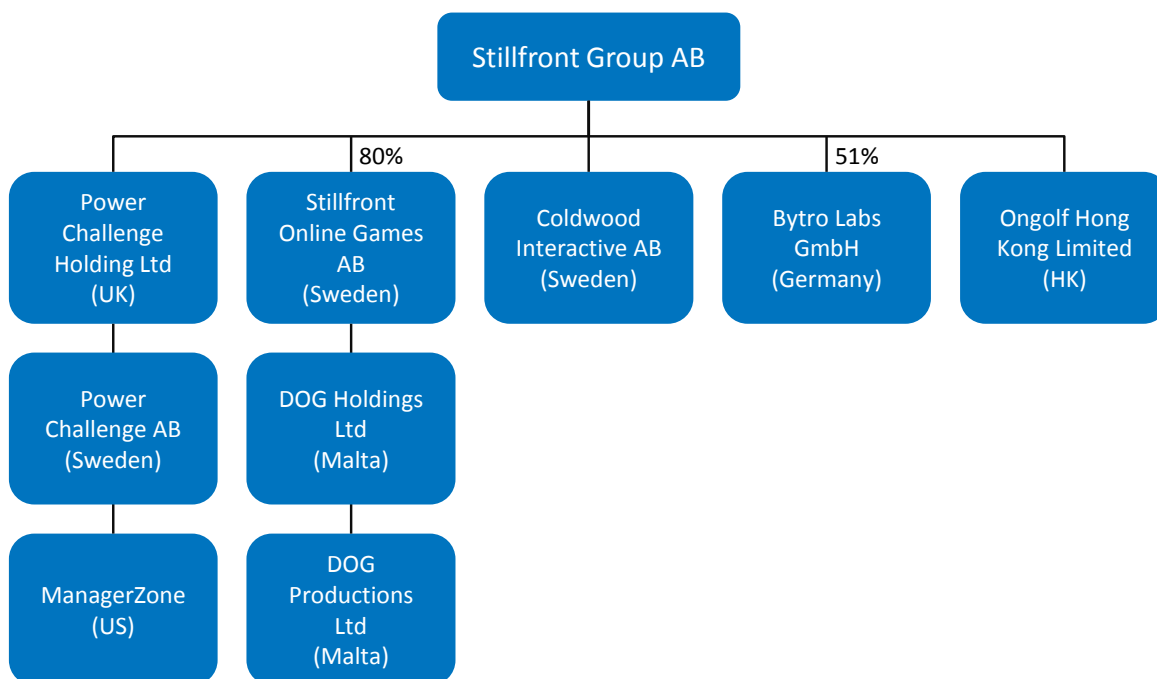 Stillfront Group AB
80%
51%
Power
Challenge
Holding Ltd
(UK)
Stillfront
Online Games
AB
(Sweden)
Coldwood
Interactive AB
(Sweden)
Bytro Labs
GmbH
(Germany)
Ongolf Hong
Kong Limited
(HK)
Power
Challenge AB
(Sweden)
DOG Holdings
Ltd
(Malta)
ManagerZone
(US)
DOG
Productions
Ltd
(Malta)